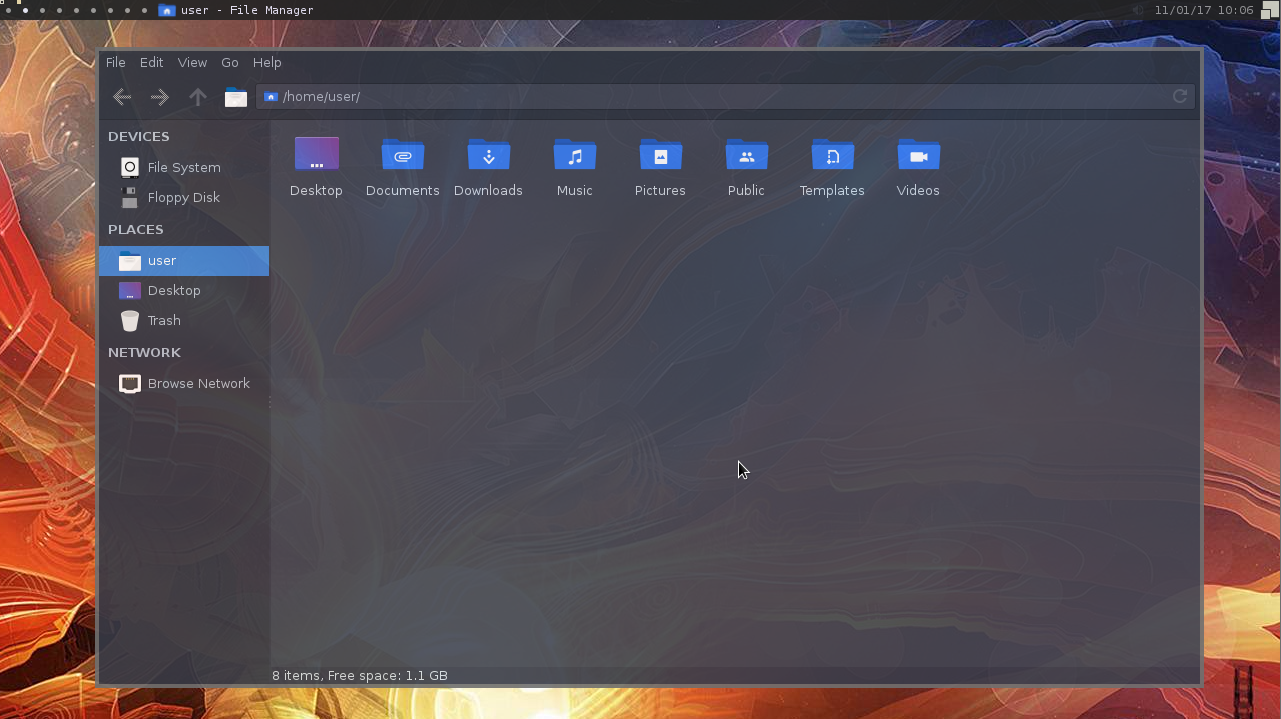 user - File Manager
11/01/17 10:06
File Edit View Go Help
/home/user/
DEVICES
File System
Floppy Disk
PLACES
user
Desktop
Trash
NETWORK
Browse Network
Desktop Documents Downloads Music Pictures Public Templates Videos
8 items, Free space: 1.1 GB